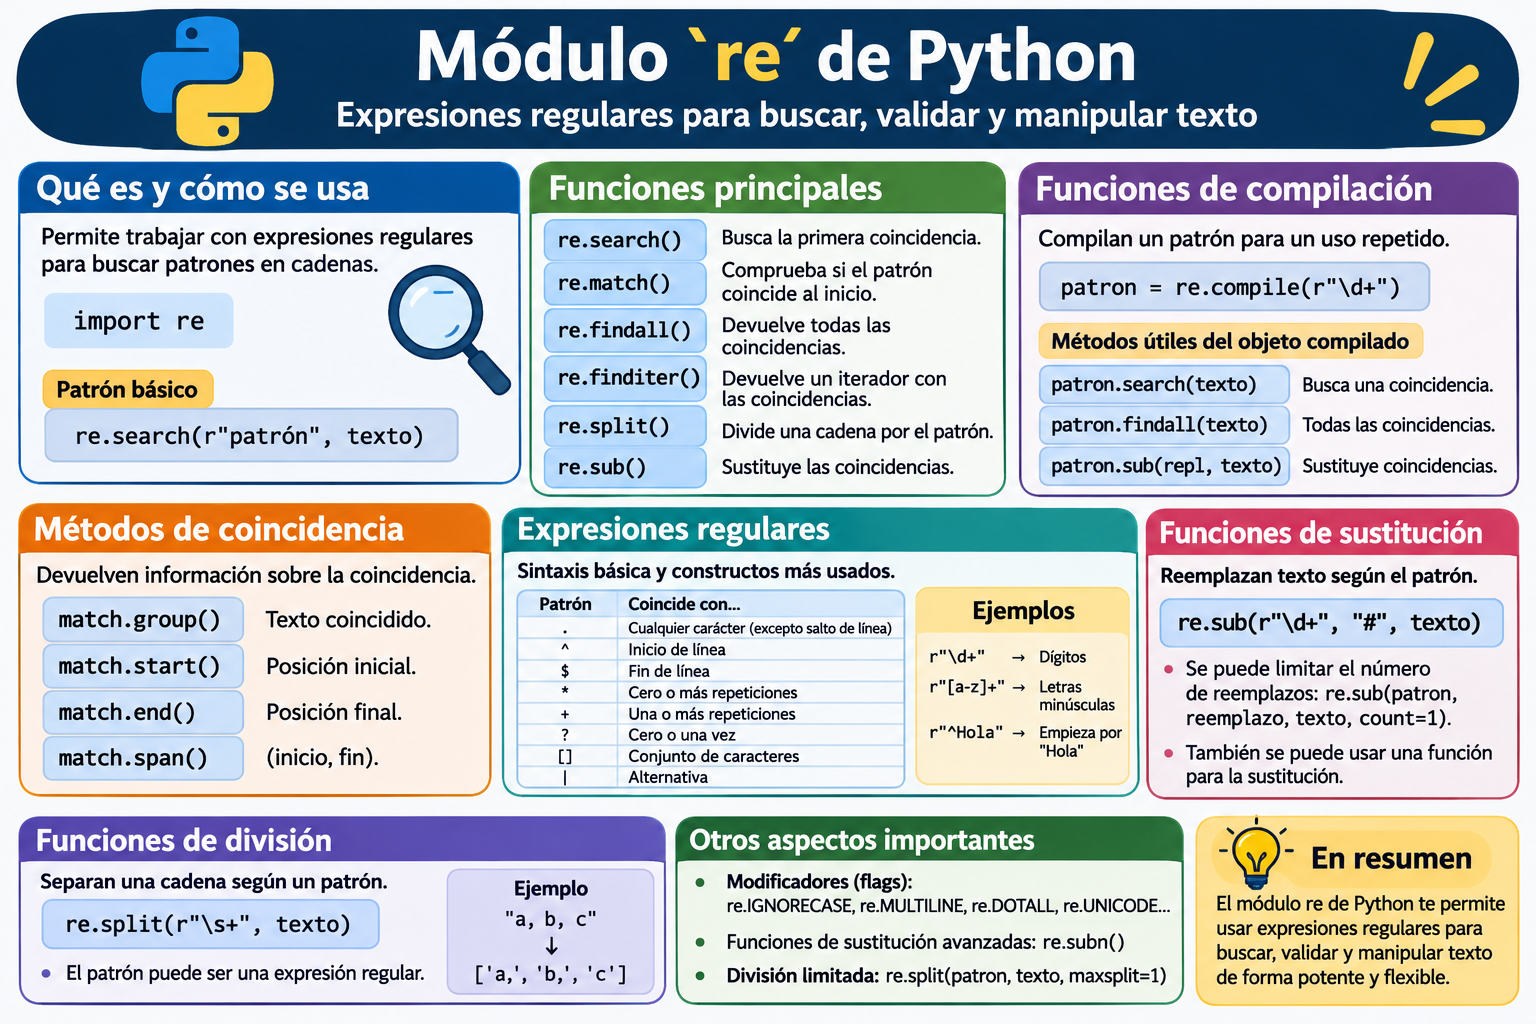 Módulo `re´ de Python
Expresiones regulares para buscar, validar y manipular texto
Qué es y cómo se usa
Permite trabajar con expresiones regulares
para buscar patrones en cadenas.
import re
Patrón básico
re.search(r"patrón", texto)
Funciones principales
re.search() Busca la primera coincidencia.
re.match() Comprueba si el patrón
coincide al inicio.
re.findall() Devuelve todas las
coincidencias.
re.finditer() Devuelve un iterador con
las coincidencias.
re.split() Divide una cadena por el patrón.
re.sub() Sustituye las coincidencias.
Funciones de compilación
Compilan un patrón para un uso repetido.
patron = re.compile(r"\d+")
Métodos útiles del objeto compilado
patron.search(texto) Busca una coincidencia.
patron.findall(texto) Todas las coincidencias.
patron.sub(repl, texto) Sustituye coincidencias.
Métodos de coincidencia
Devuelven información sobre la coincidencia.
match.group() Texto coincidido.
match.start() Posición inicial.
match.end() Posición final.
match.span() (inicio, fin).
Expresiones regulares
Sintaxis básica y constructos más usados.
Patrón Coincide con...
. Cualquier carácter (excepto salto de línea)
^ Inicio de línea
$ Fin de línea
* Cero o más repeticiones
+ Una o más repeticiones
? Cero o una vez
[] Conjunto de caracteres
| Alternativa
Ejemplos
r"\d+" → Dígitos
r"[a-z]+" → Letras
minúsculas
r"^Hola" → Empieza por
"Hola"
Funciones de sustitución
Reemplazan texto según el patrón.
re.sub(r"\d+", "#", texto)
• Se puede limitar el número
de reemplazos: re.sub(patron,
reemplazo, texto, count=1).
• También se puede usar una función
para la sustitución.
Funciones de división
Separan una cadena según un patrón.
re.split(r"\s+", texto)
• El patrón puede ser una expresión regular.
Ejemplo
"a, b, c"
↓
['a,', 'b,', 'c']
Otros aspectos importantes
• Modificadores (flags):
re.IGNORECASE, re.MULTILINE, re.DOTALL, re.UNICODE...
• Funciones de sustitución avanzadas: re.subn()
• División limitada: re.split(patron, texto, maxsplit=1)
En resumen
El módulo re de Python te permite
usar expresiones regulares para
buscar, validar y manipular texto
de forma potente y flexible.